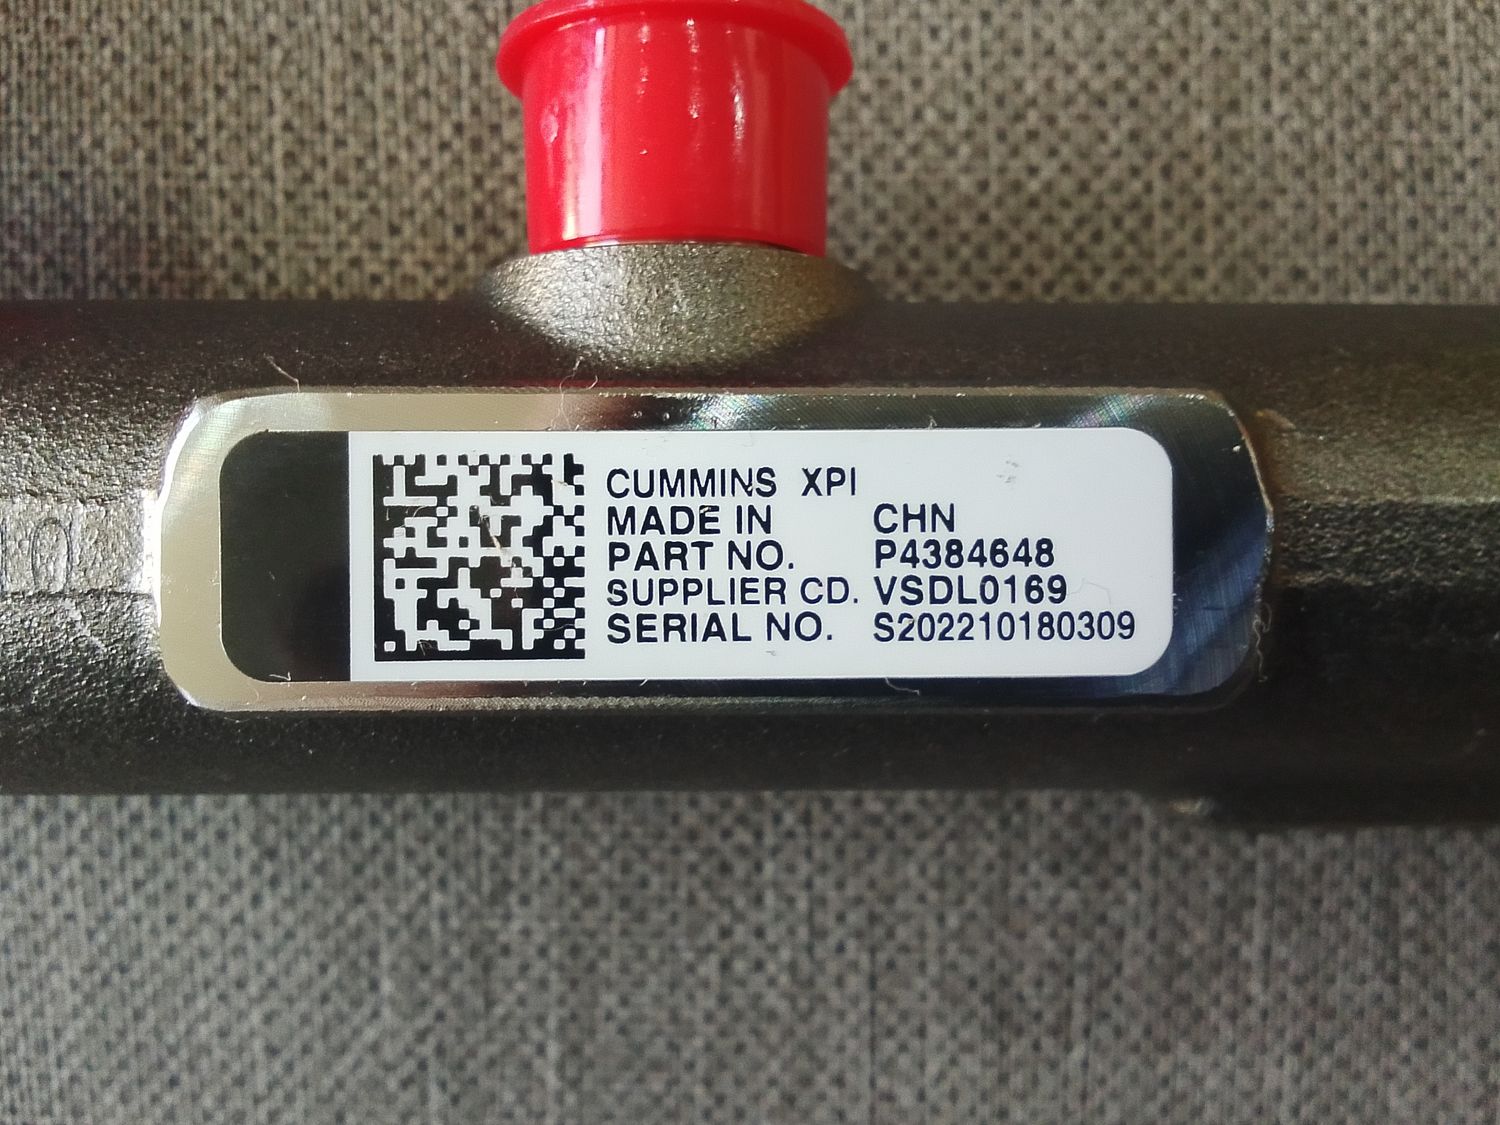 CUMMINS XPI
MADE IN CHN
PART NO. P4384648
SUPPLIER CD. VSDL0169
SERIAL NO. S202210180309